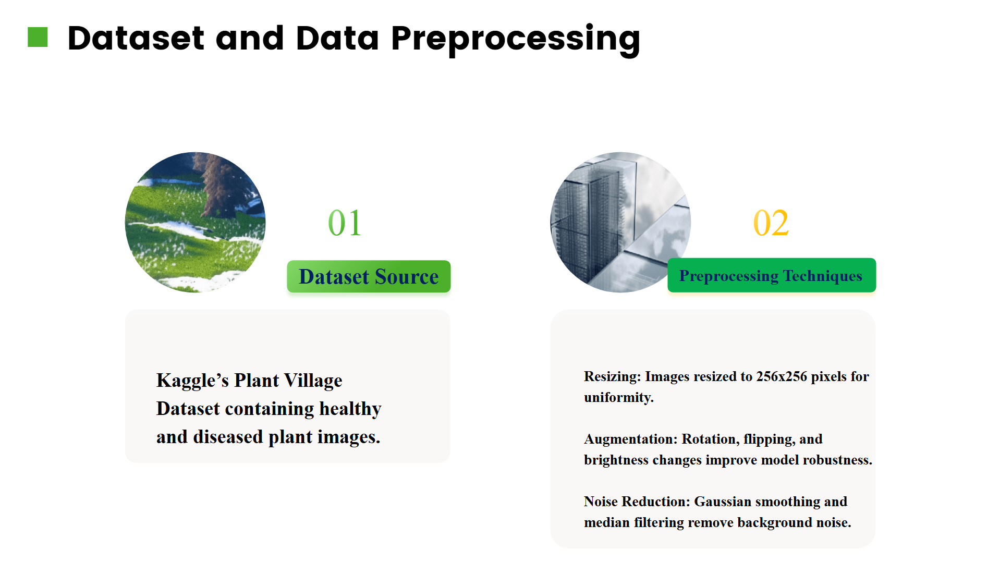 Dataset and Data Preprocessing
01
Dataset Source
Kaggle’s Plant Village
Dataset containing healthy
and diseased plant images.
02
Preprocessing Techniques
Resizing: Images resized to 256x256 pixels for
uniformity.
Augmentation: Rotation, flipping, and
brightness changes improve model robustness.
Noise Reduction: Gaussian smoothing and
median filtering remove background noise.